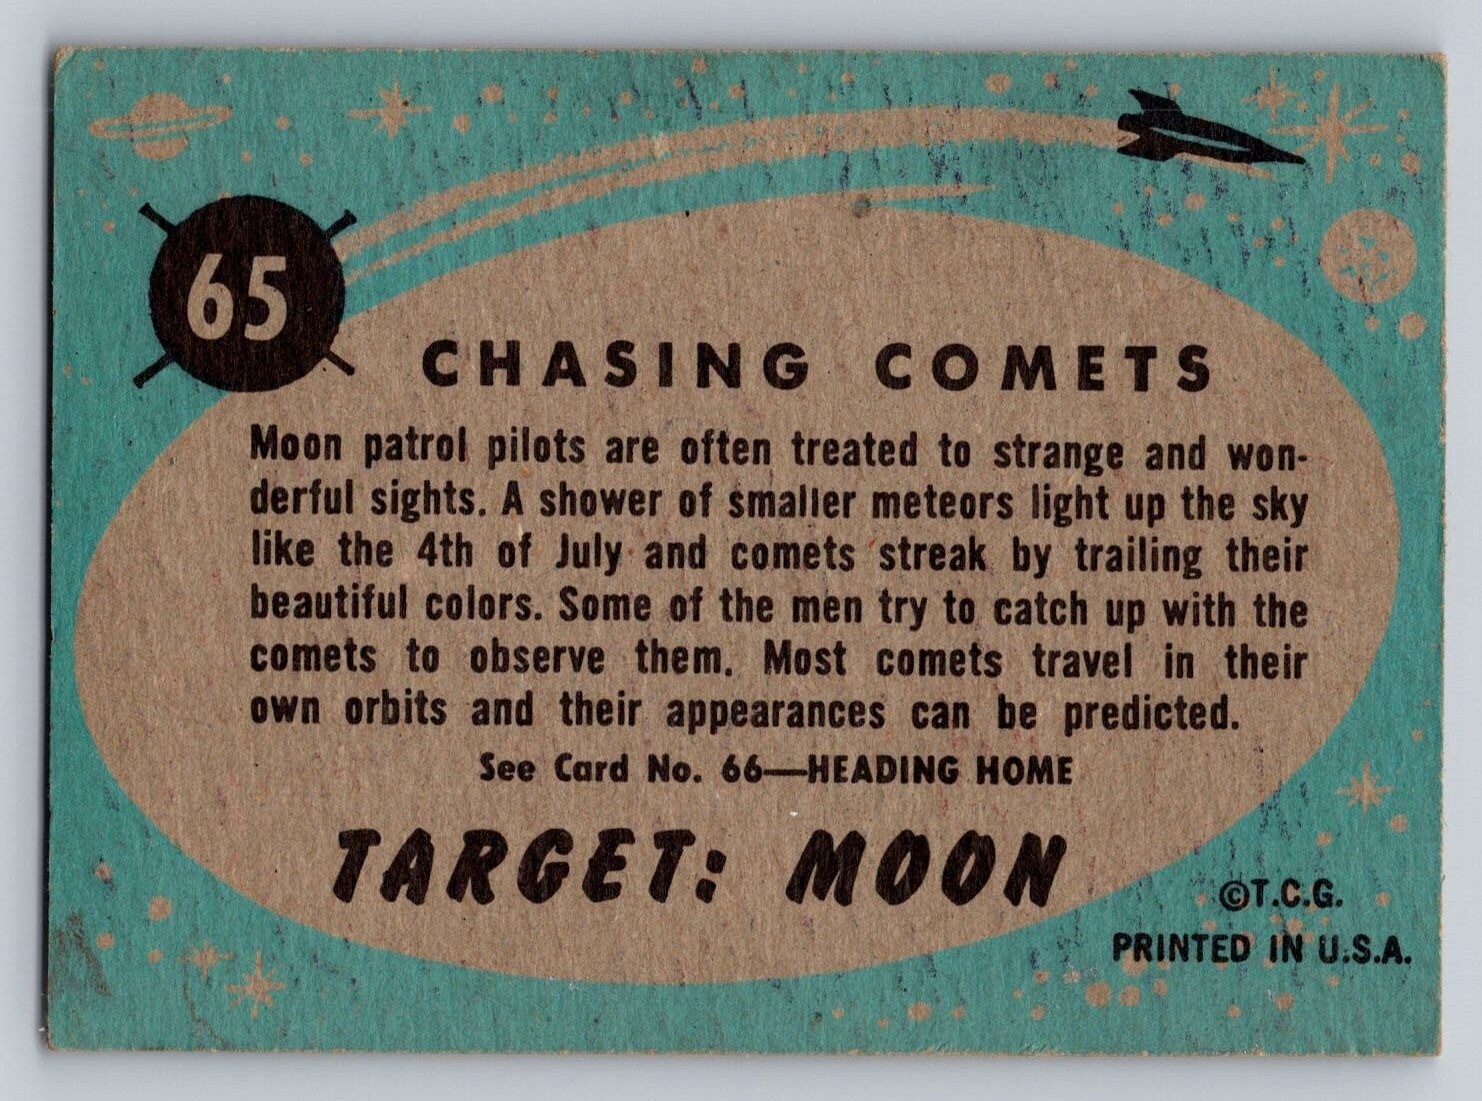 65
CHASING COMETS
Moon patrol pilots are often treated to strange and won-
derful sights. A shower of smaller meteors light up the sky
like the 4th of July and comets streak by trailing their
beautiful colors. Some of the men try to catch up with the
comets to observe them. Most comets travel in their
own orbits and their appearances can be predicted.
See Card No. 66—HEADING HOME
TARGET: MOON
©T.C.G.
PRINTED IN U.S.A.